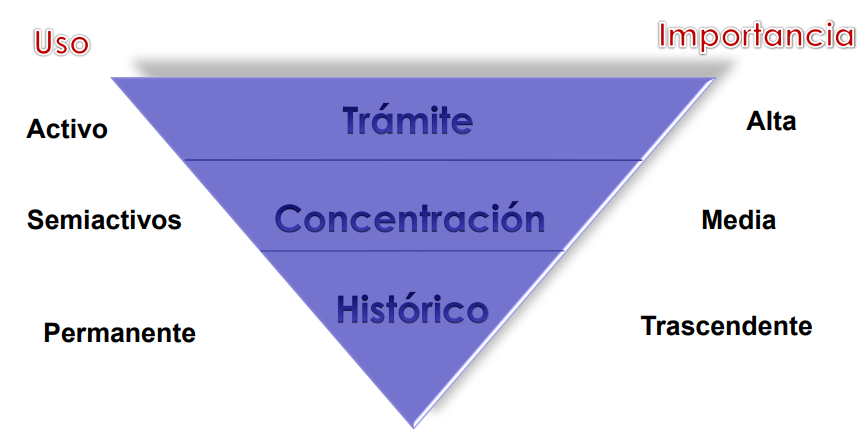 Uso
Importancia
Activo
Trámite
Alta
Semiactivos
Concentración
Media
Permanente
Histórico
Trascendente